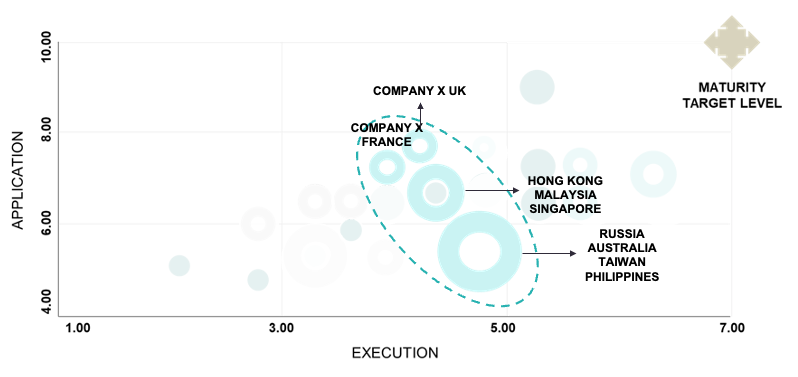 10.00
8.00
6.00
4.00
APPLICATION
1.00
3.00
5.00
7.00
EXECUTION
COMPANY X UK
COMPANY X
FRANCE
HONG KONG
MALAYSIA
SINGAPORE
RUSSIA
AUSTRALIA
TAIWAN
PHILIPPINES
MATURITY
TARGET LEVEL